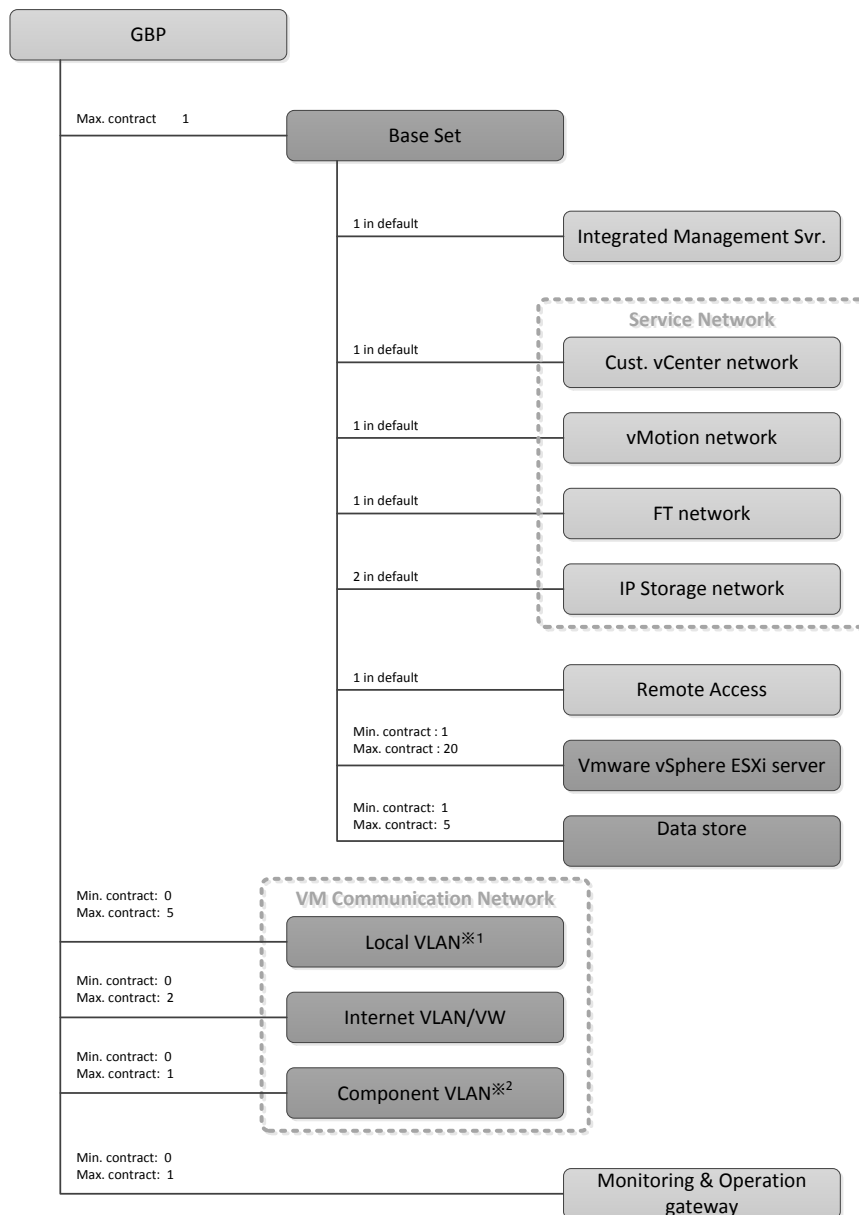 GBP
Max. contract 1
Base Set
1 in default
Integrated Management Svr.
Service Network
1 in default
Cust. vCenter network
1 in default
vMotion network
1 in default
FT network
2 in default
IP Storage network
1 in default
Remote Access
Min. contract : 1
Max. contract : 20
Vmware vSphere ESXi server
Min. contract: 1
Max. contract: 5
Data store
VM Communication Network
Min. contract: 0
Max. contract: 5
Local VLAN※1
Min. contract: 0
Max. contract: 2
Internet VLAN/VW
Min. contract: 0
Max. contract: 1
Component VLAN※2
Min. contract: 0
Max. contract: 1
Monitoring & Operation
gateway